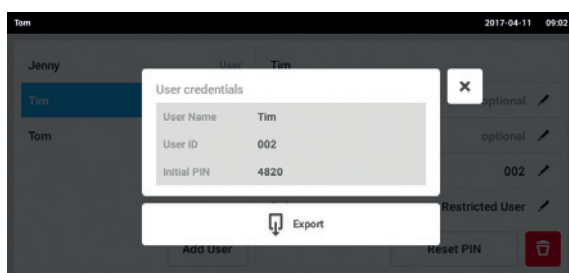 Tom 2017-04-11 09:02
Jenny User Tim
User credentials
Tim optional
User Name Tim
User ID 002
Tom optional
Initial PIN 4820
002
Restricted User
Export
Add User Reset PIN